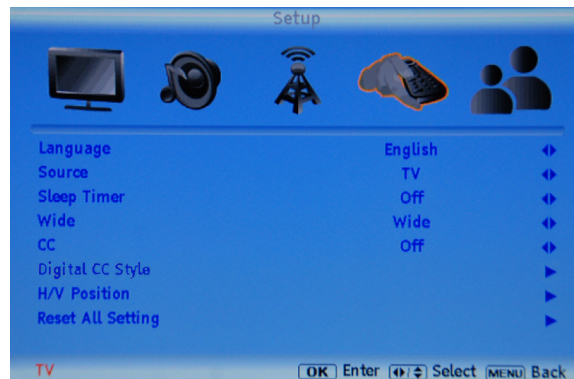 Setup
Language English
Source TV
Sleep Timer Off
Wide Wide
CC Off
Digital CC Style
H/V Position
Reset All Setting
TV OK Enter Select MENU Back